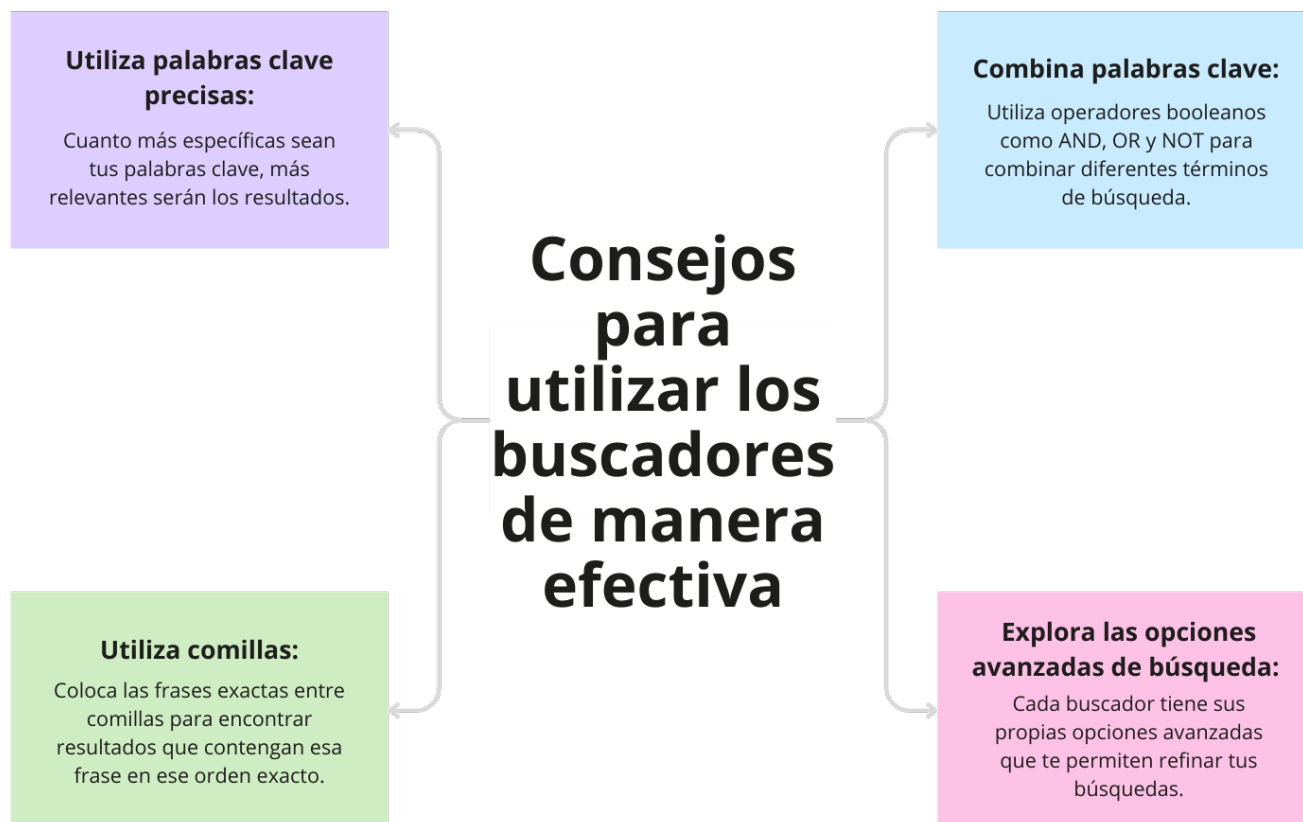 Utiliza palabras clave
precisas:
Cuanto más específicas sean
tus palabras clave, más
relevantes serán los resultados.
Combina palabras clave:
Utiliza operadores booleanos
como AND, OR y NOT para
combinar diferentes términos
de búsqueda.
Consejos
para
utilizar los
buscadores
de manera
efectiva
Utiliza comillas:
Coloca las frases exactas entre
comillas para encontrar
resultados que contengan esa
frase en ese orden exacto.
Explora las opciones
avanzadas de búsqueda:
Cada buscador tiene sus
propias opciones avanzadas
que te permiten refinar tus
búsquedas.